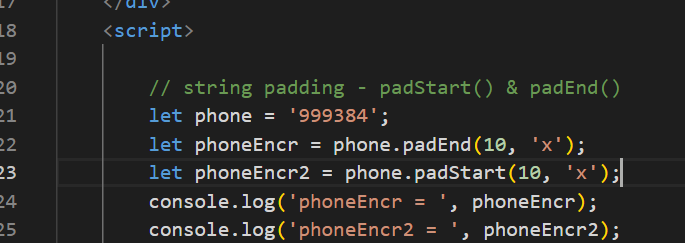 17 </div>
18 <script>
19
20 // string padding - padStart() & padEnd()
21 let phone = '999384';
22 let phoneEncr = phone.padEnd(10, 'x');
23 let phoneEncr2 = phone.padStart(10, 'x');
24 console.log('phoneEncr = ', phoneEncr);
25 console.log('phoneEncr2 = ', phoneEncr2);